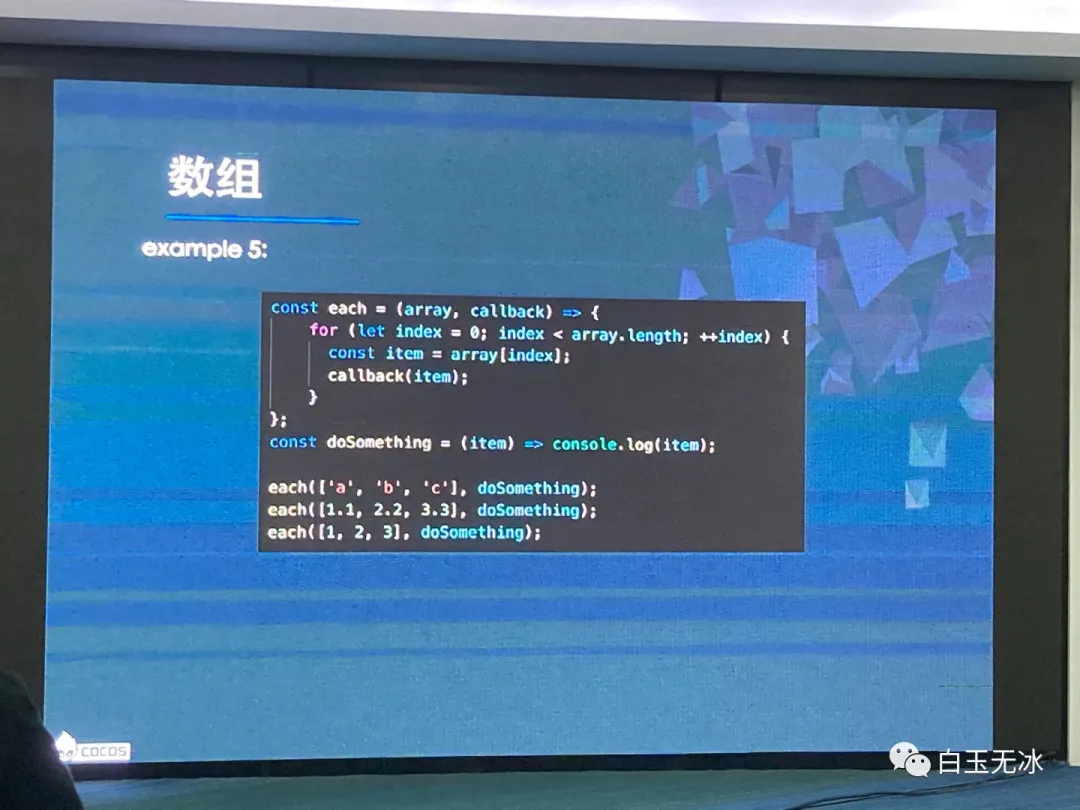 数组
example 5:
const each = (array, callback) => {
for (let index = 0; index < array.length; ++index) {
const item = array[index];
callback(item);
}
};
const doSomething = (item) => console.log(item);
each(['a', 'b', 'c'], doSomething);
each([1.1, 2.2, 3.3], doSomething);
each([1, 2, 3], doSomething);
COCOS
白玉无冰